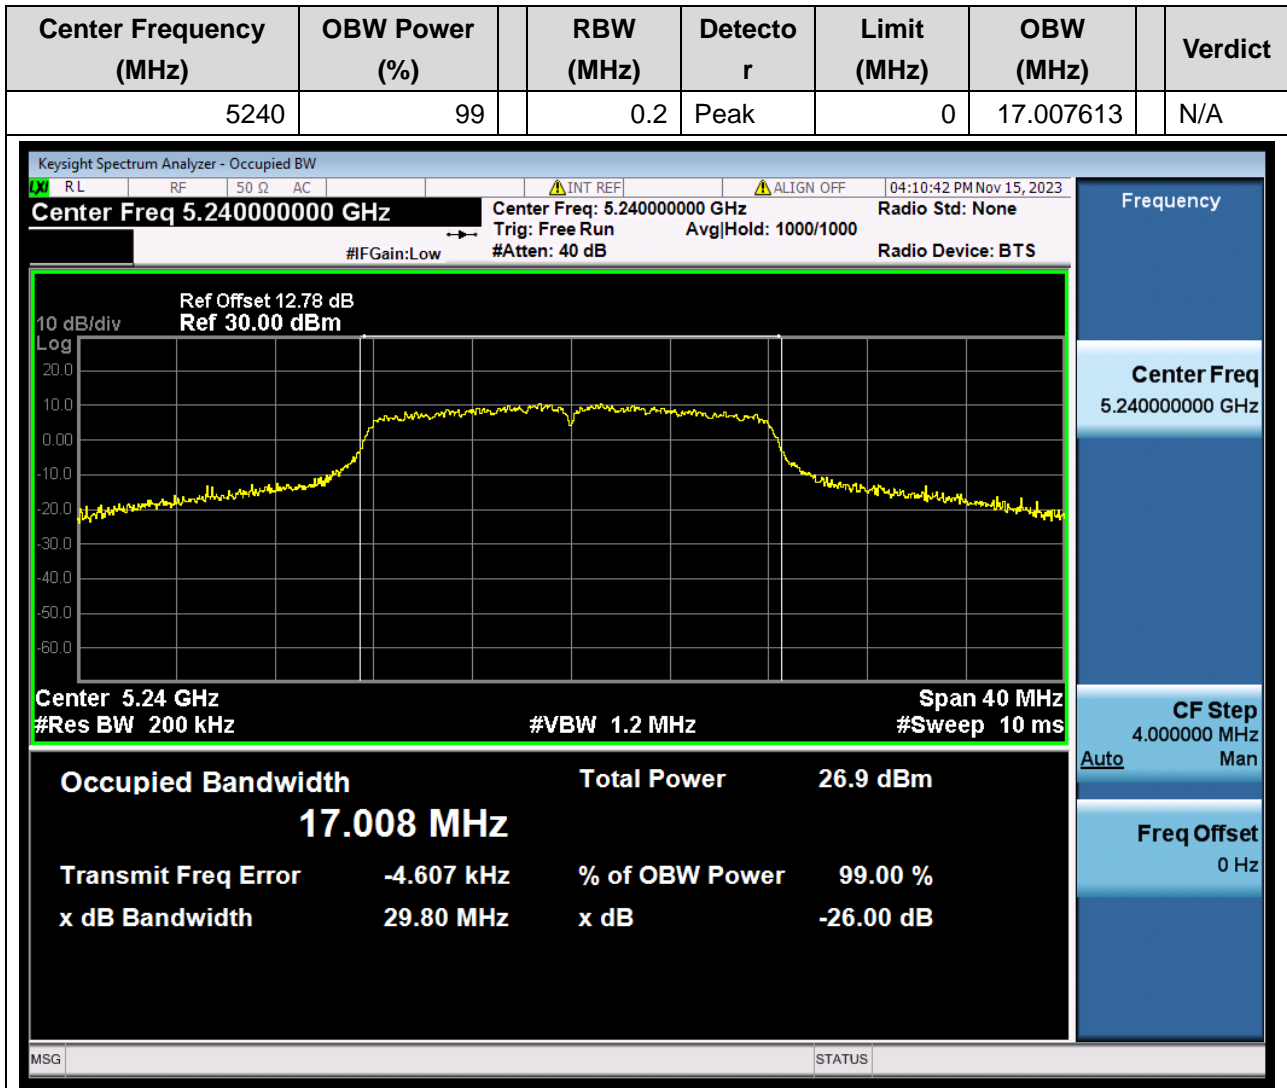 Center Frequency (MHz) OBW Power (%) RBW (MHz) Detector Limit (MHz) OBW (MHz) Verdict
5240 99 0.2 Peak 0 17.007613 N/A
Keysight Spectrum Analyzer - Occupied BW
LXI RL RF 50 Ω AC INT REF ALIGN OFF 04:10:42 PM Nov 15, 2023
Center Freq 5.240000000 GHz
Center Freq: 5.240000000 GHz Radio Std: None
Trig: Free Run Avg|Hold: 1000/1000
#IFGain:Low #Atten: 40 dB Radio Device: BTS
Ref Offset 12.78 dB
10 dB/div Ref 30.00 dBm
Log
20.0
10.0
0.00
-10.0
-20.0
-30.0
-40.0
-50.0
-60.0
Center 5.24 GHz Span 40 MHz
#Res BW 200 kHz #VBW 1.2 MHz #Sweep 10 ms
Occupied Bandwidth Total Power 26.9 dBm
17.008 MHz
Transmit Freq Error -4.607 kHz % of OBW Power 99.00 %
x dB Bandwidth 29.80 MHz x dB -26.00 dB
MSG STATUS
Frequency
Center Freq
5.240000000 GHz
CF Step
4.000000 MHz
Auto Man
Freq Offset
0 Hz